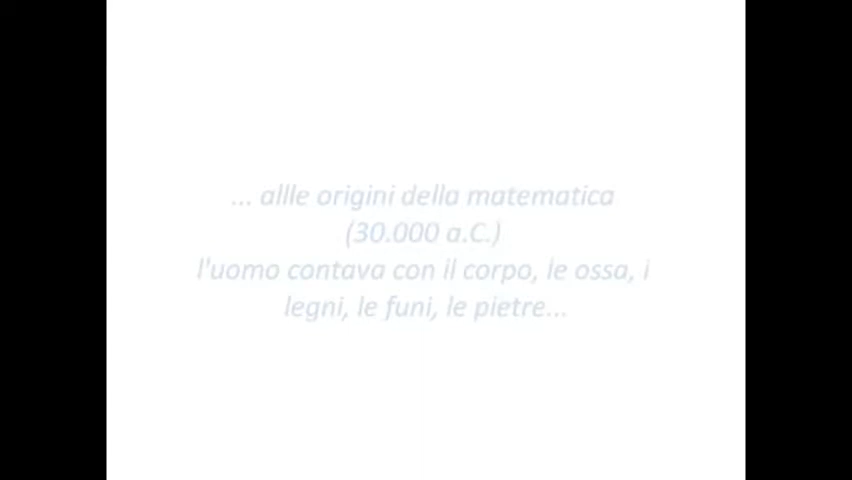 ... allle origini della matematica
(30.000 a.C.)
l'uomo contava con il corpo, le ossa, i
legni, le funi, le pietre...